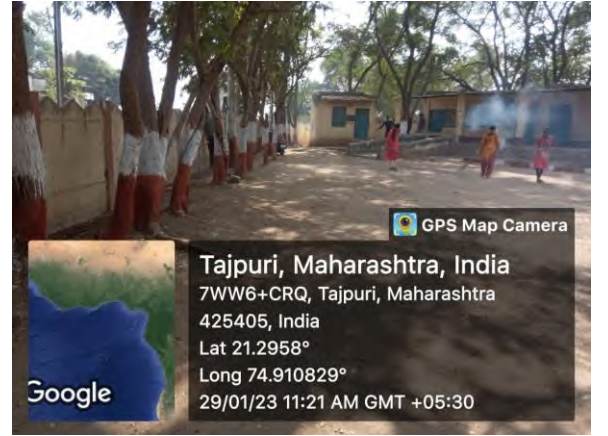 GPS Map Camera
Tajpuri, Maharashtra, India
7WW6+CRQ, Tajpuri, Maharashtra
425405, India
Lat 21.2958°
Long 74.910829°
29/01/23 11:21 AM GMT +05:30
Google